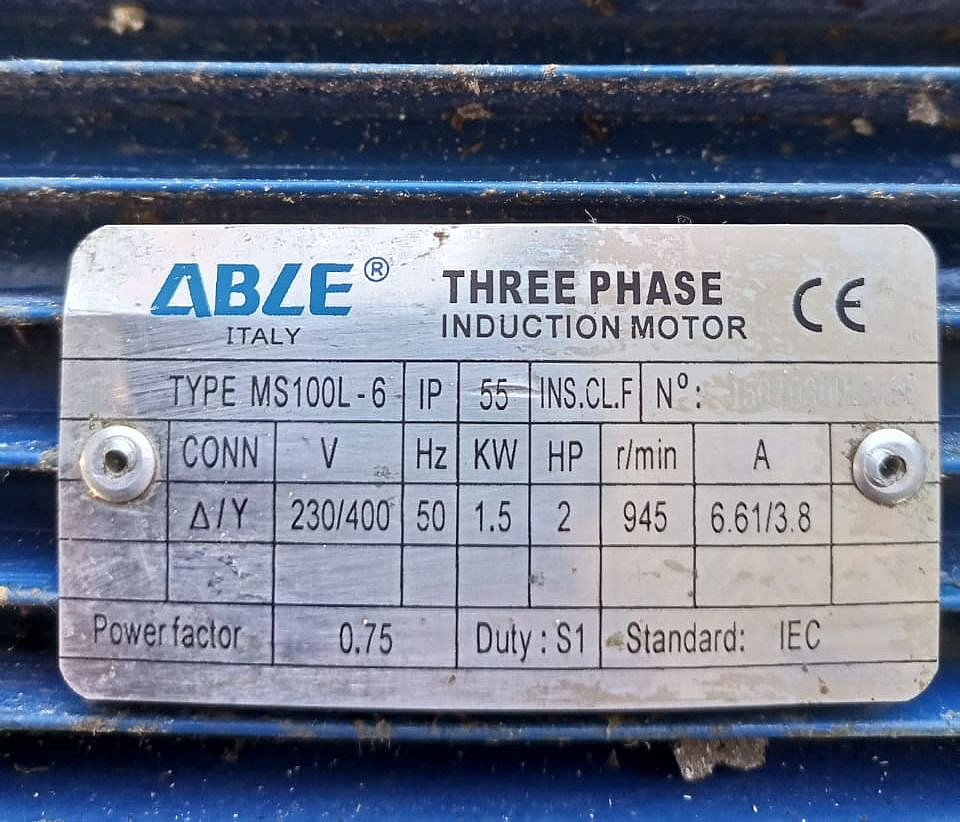 ABLE® THREE PHASE CE
ITALY INDUCTION MOTOR
TYPE MS100L-6 IP 55 INS.CL.F Nº:
CONN V Hz KW HP r/min A
Δ/Y 230/400 50 1.5 2 945 6.61/3.8
Power factor 0.75 Duty : S1 Standard: IEC